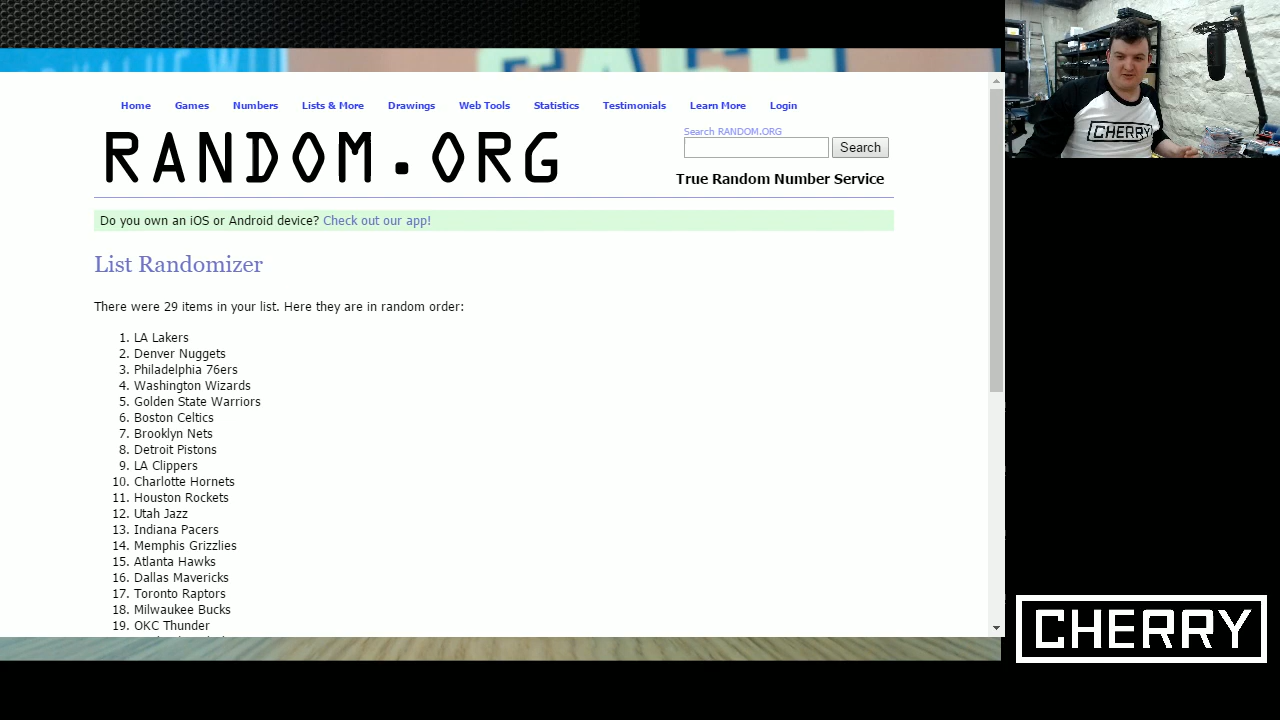 Home Games Numbers Lists & More Drawings Web Tools Statistics Testimonials Learn More Login
RANDOM.ORG
Search RANDOM.ORG
Search
True Random Number Service
Do you own an iOS or Android device? Check out our app!
List Randomizer
There were 29 items in your list. Here they are in random order:
1. LA Lakers
2. Denver Nuggets
3. Philadelphia 76ers
4. Washington Wizards
5. Golden State Warriors
6. Boston Celtics
7. Brooklyn Nets
8. Detroit Pistons
9. LA Clippers
10. Charlotte Hornets
11. Houston Rockets
12. Utah Jazz
13. Indiana Pacers
14. Memphis Grizzlies
15. Atlanta Hawks
16. Dallas Mavericks
17. Toronto Raptors
18. Milwaukee Bucks
19. OKC Thunder
CHERRY
CHERRY